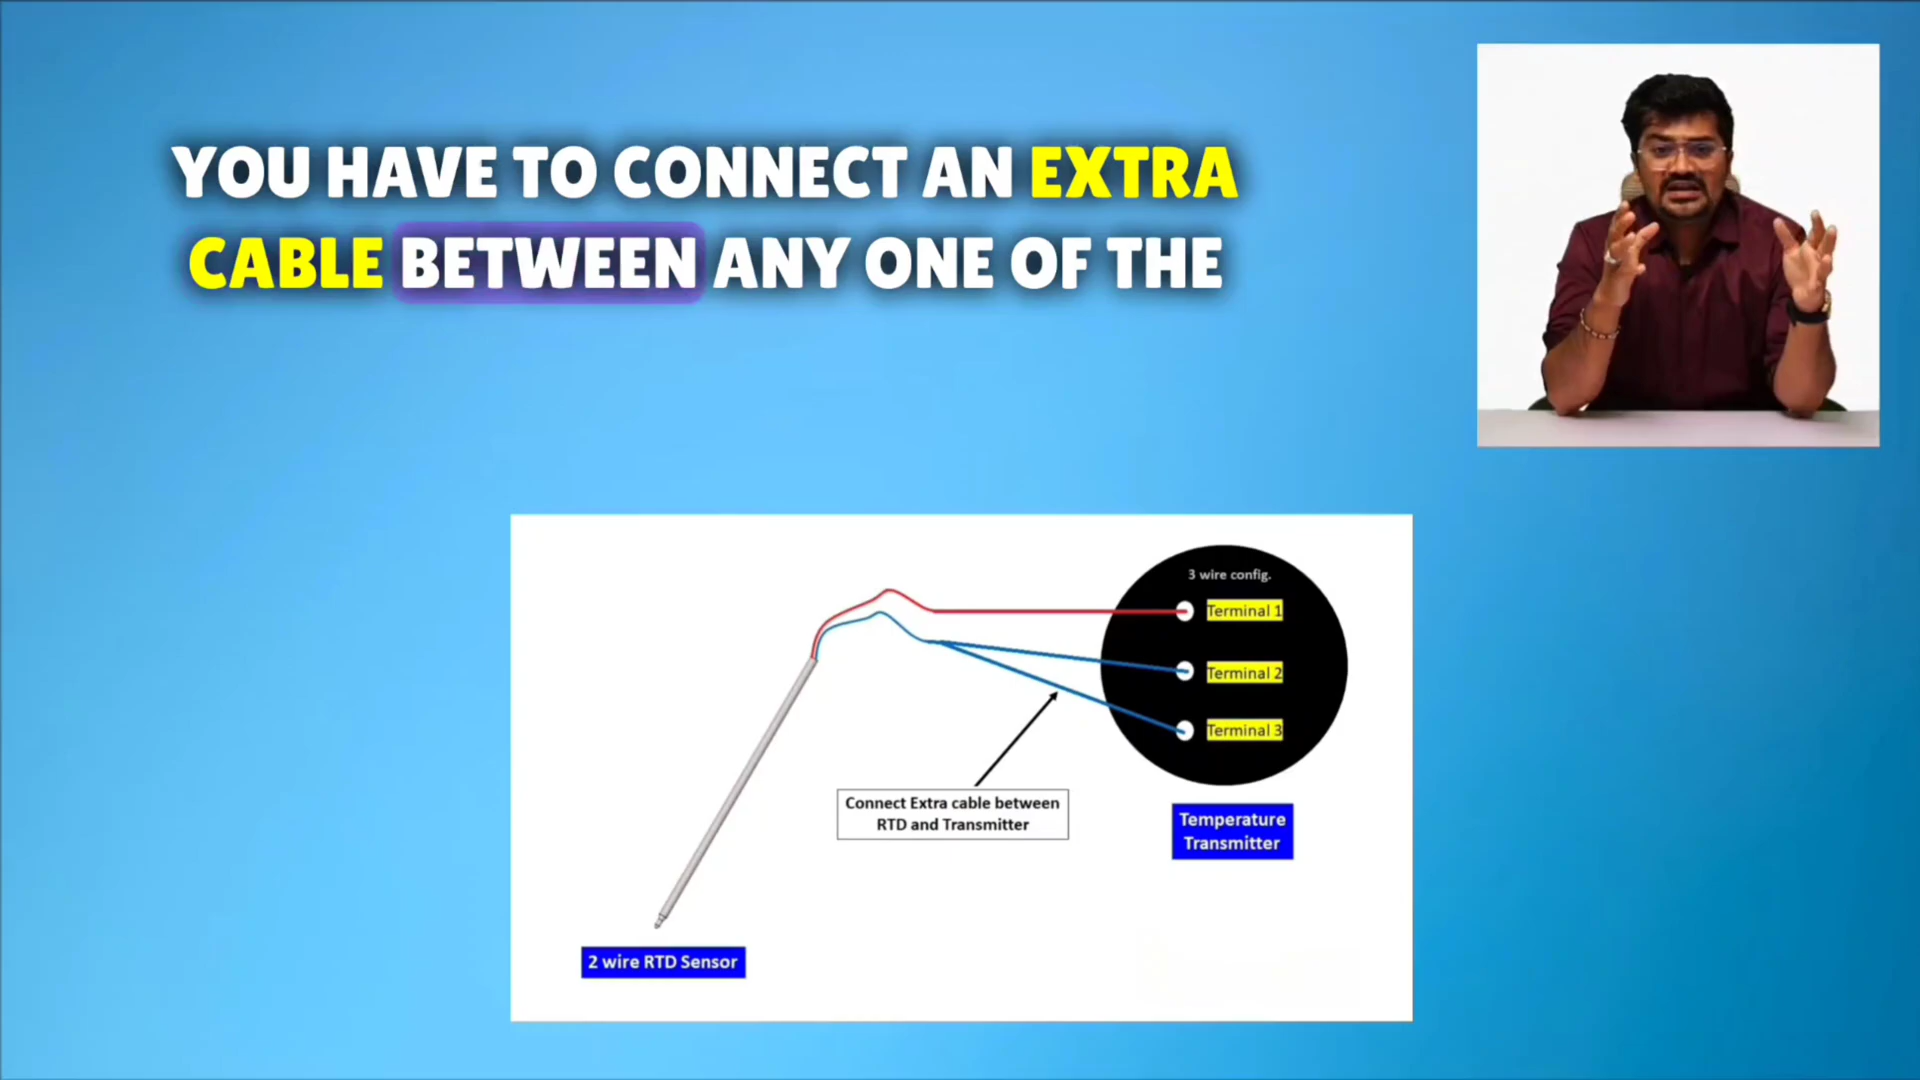 YOU HAVE TO CONNECT AN EXTRA
CABLE BETWEEN ANY ONE OF THE
3 wire config.
Terminal 1
Terminal 2
Terminal 3
Connect Extra cable between
RTD and Transmitter
Temperature
Transmitter
2 wire RTD Sensor